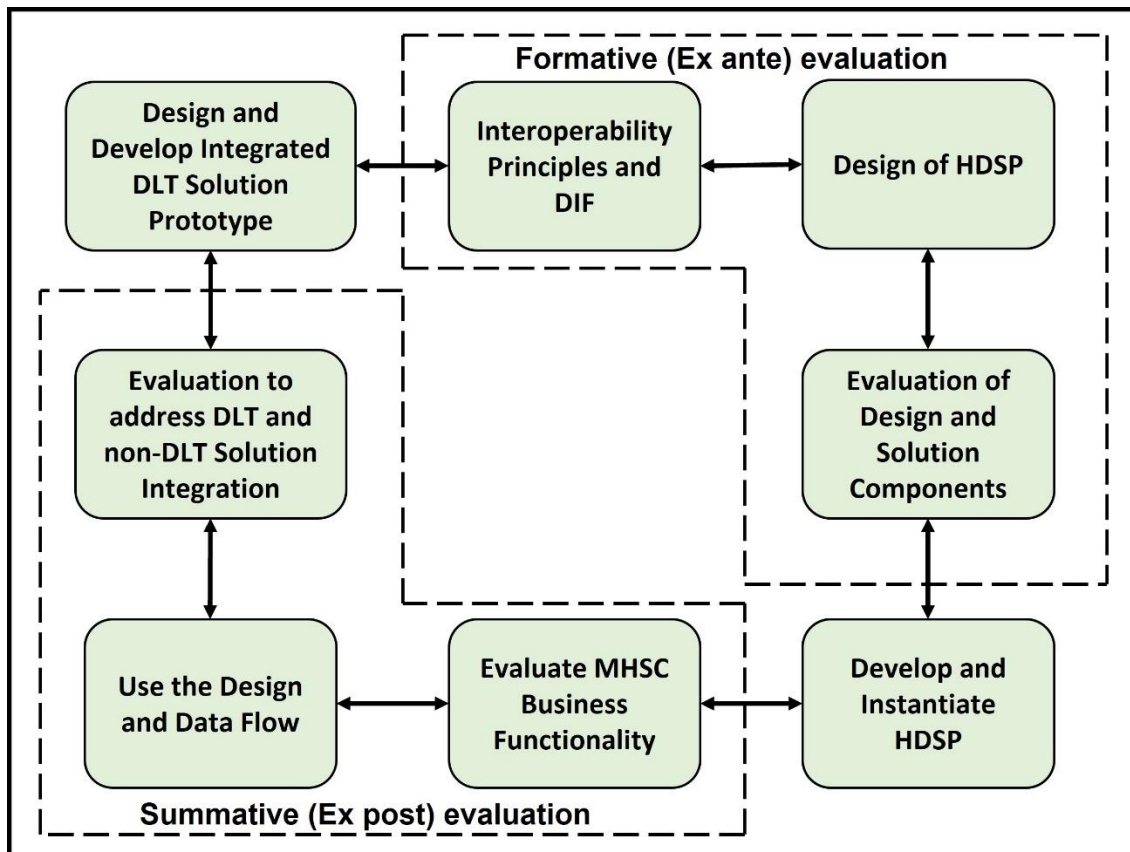 Formative (Ex ante) evaluation
Design and
Develop Integrated
DLT Solution
Prototype
Interoperability
Principles and
DIF
Design of HDSP
Evaluation to
address DLT and
non-DLT Solution
Integration
Evaluation of
Design and
Solution
Components
Use the Design
and Data Flow
Evaluate MHSC
Business
Functionality
Develop and
Instantiate
HDSP
Summative (Ex post) evaluation